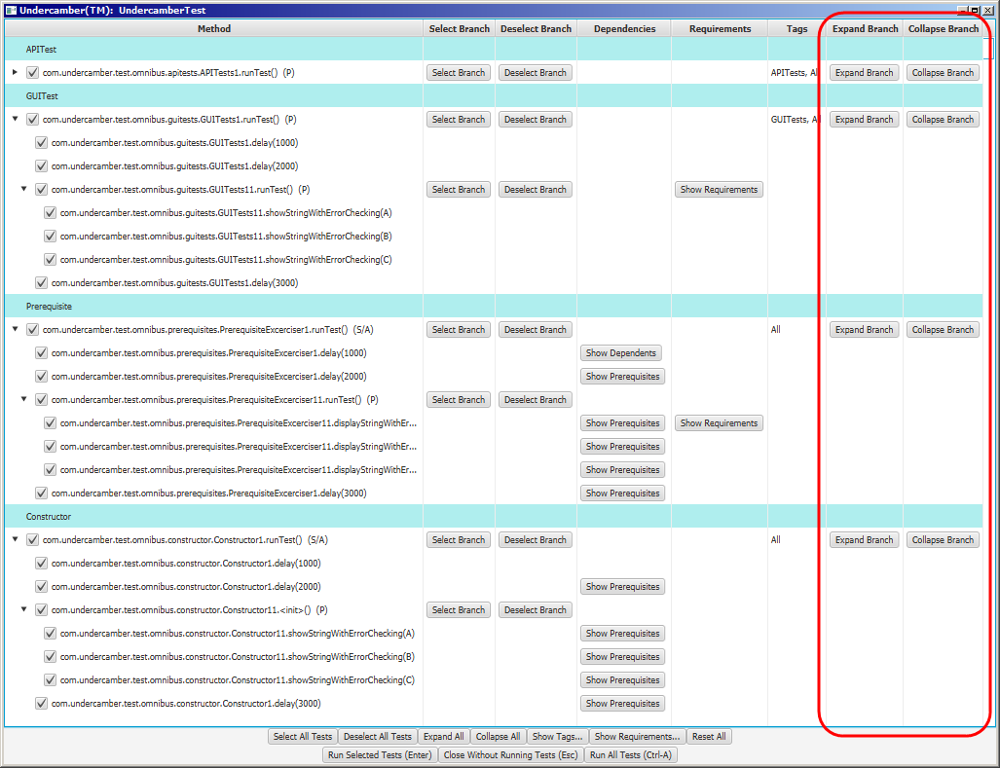 Undercamber(TM): UndercamberTest
Method Select Branch Deselect Branch Dependencies Requirements Tags Expand Branch Collapse Branch
APITest
com.undercamber.test.omnibus.apitests.APITests1.runTest() (P) Select Branch Deselect Branch APITests, Al Expand Branch Collapse Branch
GUITest
com.undercamber.test.omnibus.guitests.GUITests1.runTest() (P) Select Branch Deselect Branch GUITests, Al Expand Branch Collapse Branch
com.undercamber.test.omnibus.guitests.GUITests1.delay(1000)
com.undercamber.test.omnibus.guitests.GUITests1.delay(2000)
com.undercamber.test.omnibus.guitests.GUITests11.runTest() (P) Select Branch Deselect Branch Show Requirements
com.undercamber.test.omnibus.guitests.GUITests11.showStringWithErrorChecking(A)
com.undercamber.test.omnibus.guitests.GUITests11.showStringWithErrorChecking(B)
com.undercamber.test.omnibus.guitests.GUITests11.showStringWithErrorChecking(C)
com.undercamber.test.omnibus.guitests.GUITests1.delay(3000)
Prerequisite
com.undercamber.test.omnibus.prerequisites.PrerequisiteExcerciser1.runTest() (S/A) Select Branch Deselect Branch All Expand Branch Collapse Branch
com.undercamber.test.omnibus.prerequisites.PrerequisiteExcerciser1.delay(1000) Show Dependents
com.undercamber.test.omnibus.prerequisites.PrerequisiteExcerciser1.delay(2000) Show Prerequisites
com.undercamber.test.omnibus.prerequisites.PrerequisiteExcerciser11.runTest() (P) Select Branch Deselect Branch
com.undercamber.test.omnibus.prerequisites.PrerequisiteExcerciser11.displayStringWithEr... Show Prerequisites Show Requirements
com.undercamber.test.omnibus.prerequisites.PrerequisiteExcerciser11.displayStringWithEr... Show Prerequisites
com.undercamber.test.omnibus.prerequisites.PrerequisiteExcerciser11.displayStringWithEr... Show Prerequisites
com.undercamber.test.omnibus.prerequisites.PrerequisiteExcerciser1.delay(3000) Show Prerequisites
Constructor
com.undercamber.test.omnibus.constructor.Constructor1.runTest() (S/A) Select Branch Deselect Branch All Expand Branch Collapse Branch
com.undercamber.test.omnibus.constructor.Constructor1.delay(1000)
com.undercamber.test.omnibus.constructor.Constructor1.delay(2000) Show Prerequisites
com.undercamber.test.omnibus.constructor.Constructor11.<init>() (P) Select Branch Deselect Branch
com.undercamber.test.omnibus.constructor.Constructor11.showStringWithErrorChecking(A) Show Prerequisites
com.undercamber.test.omnibus.constructor.Constructor11.showStringWithErrorChecking(B) Show Prerequisites
com.undercamber.test.omnibus.constructor.Constructor11.showStringWithErrorChecking(C) Show Prerequisites
com.undercamber.test.omnibus.constructor.Constructor1.delay(3000) Show Prerequisites
Select All Tests Deselect All Tests Expand All Collapse All Show Tags... Show Requirements... Reset All
Run Selected Tests (Enter) Close Without Running Tests (Esc) Run All Tests (Ctrl-A)